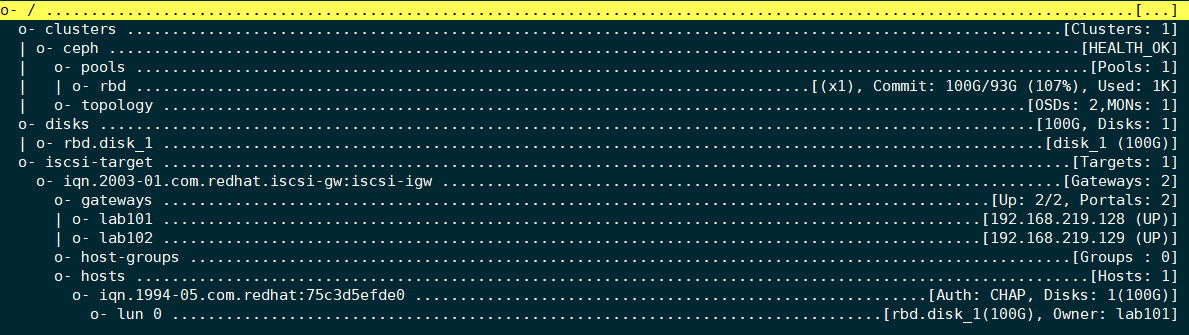 o- / ......................................................................................................................... [...]
  o- clusters ........................................................................................................ [Clusters: 1]
  | o- ceph ............................................................................................................ [HEALTH_OK]
  |   o- pools .......................................................................................................... [Pools: 1]
  |   | o- rbd ........................................................................... [(x1), Commit: 100G/93G (107%), Used: 1K]
  |   o- topology ................................................................................................ [OSDs: 2,MONs: 1]
  o- disks ........................................................................................................ [100G, Disks: 1]
  | o- rbd.disk_1 ................................................................................................... [disk_1 (100G)]
  o- iscsi-target ..................................................................................................... [Targets: 1]
    o- iqn.2003-01.com.redhat.iscsi-gw:iscsi-igw ..................................................................... [Gateways: 2]
      o- gateways ............................................................................................ [Up: 2/2, Portals: 2]
      | o- lab101 ........................................................................................... [192.168.219.128 (UP)]
      | o- lab102 ........................................................................................... [192.168.219.129 (UP)]
      o- host-groups .................................................................................................. [Groups : 0]
      o- hosts .......................................................................................................... [Hosts: 1]
        o- iqn.1994-05.com.redhat:75c3d5efde0 ......................................................... [Auth: CHAP, Disks: 1(100G)]
          o- lun 0 ................................................................................ [rbd.disk_1(100G), Owner: lab101]